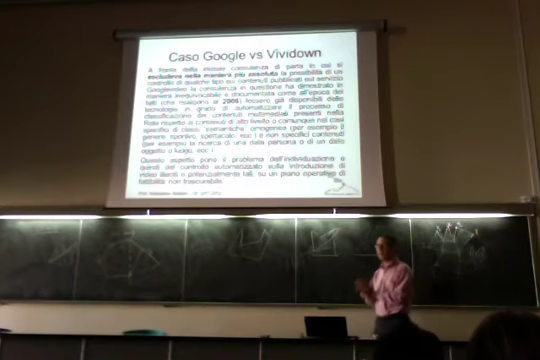 Caso Google vs Vividown
A fronte della iniziale consulenza di parte in cui si
escludeva nella maniera più assoluta la possibilità di un
controllo di qualche tipo sui contenuti pubblicati sul servizio
Googlevideo la consulenza in questione ha dimostrato in
maniera inequivocabile e documentata come all'epoca dei
fatti (che risalgono al 2006) fossero già disponibili delle
tecnologie in grado di automatizzare il processo di
classificazione dei contenuti multimediali presenti nella
Rete rispetto ai contenuti di alto livello o comunque nel casi
specifici di classi "semantiche" omogenee (per esempio il
genere sportivo, spettacolo, ecc.) e non specifici contenuti
(per esempio la ricerca di una data persona o di un dato
oggetto o luogo, ecc.)
Questo aspetto pone il problema dell'individuazione e
quindi del controllo automatizzato sulla introduzione di
video illeciti o potenzialmente tali, su un piano operativo di
fattibilità non trascurabile.